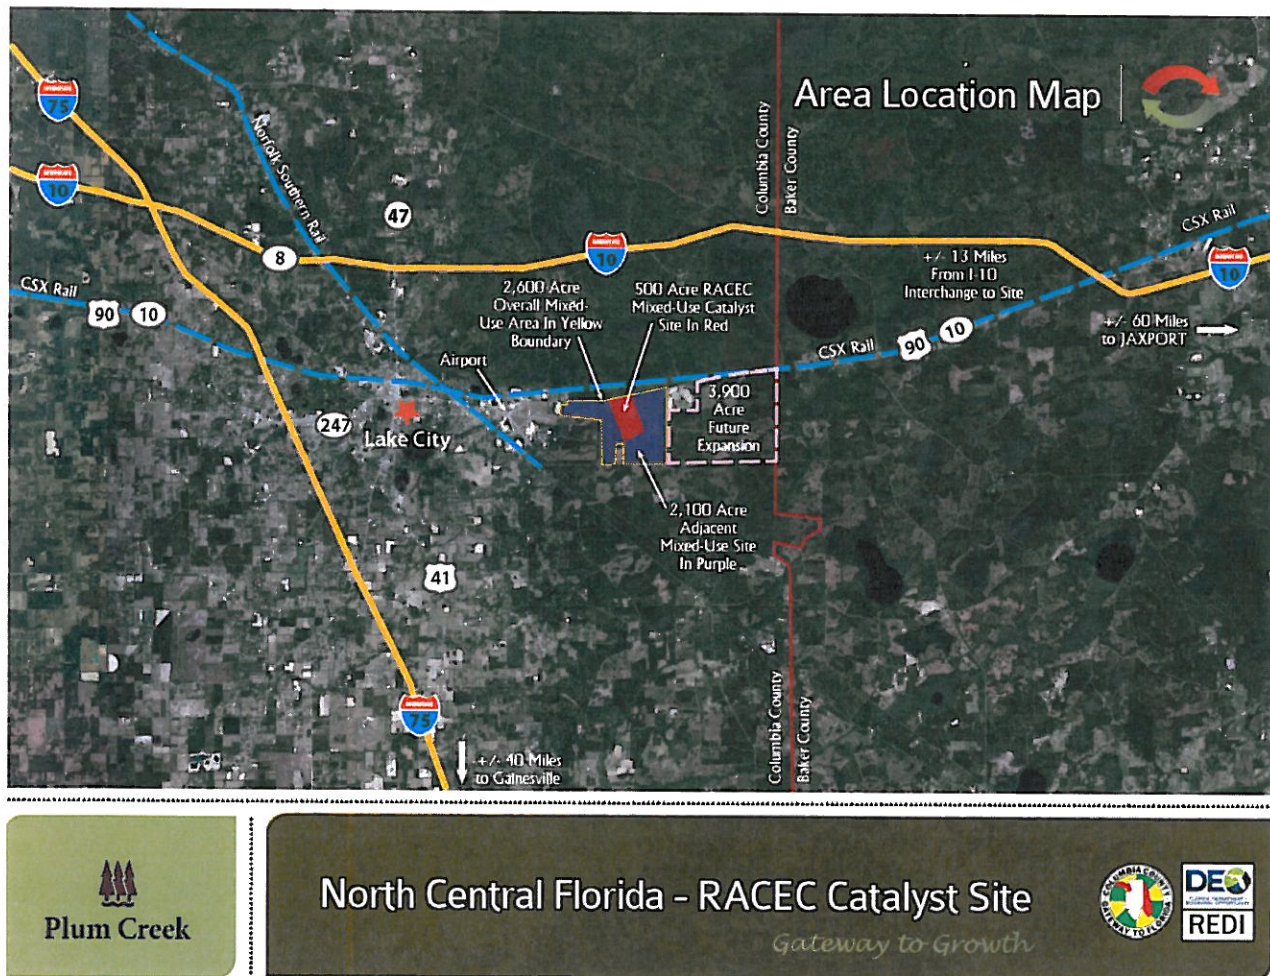 Area Location Map
75
10
Norfolk Southern Rail
47
8
Columbia County
Baker County
CSX Rail
10
10
+/- 13 Miles
From I-10
Interchange to Site
CSX Rail
90
10
2,600 Acre
Overall Mixed-
Use Area In Yellow
Boundary
500 Acre RACEC
Mixed-Use Catalyst
Site In Red
+/- 60 Miles
to JAXPORT
CSX Rail
90
10
Airport
3,900
Acre
Future
Expansion
247
Lake City
2,100 Acre
Adjacent
Mixed-Use Site
In Purple
41
75
+/- 40 Miles
to Gainesville
Columbia County
Baker County
Plum Creek
North Central Florida - RACEC Catalyst Site
Gateway to Growth
COLUMBIA COUNTY
GATEWAY TO FLORIDA
DEO
REDI